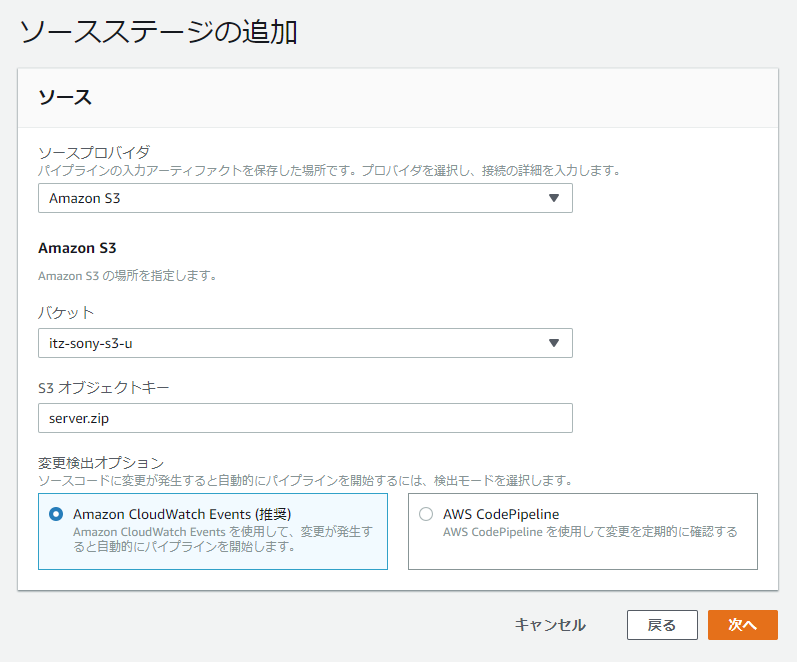 ソースステージの追加
ソース
ソースプロバイダ
パイプラインの入力アーティファクトを保存した場所です。プロバイダを選択し、接続の詳細を入力します。
Amazon S3
Amazon S3
Amazon S3 の場所を指定します。
バケット
itz-sony-s3-u
S3 オブジェクトキー
server.zip
変更検出オプション
ソースコードに変更が発生すると自動的にパイプラインを開始するには、検出モードを選択します。
Amazon CloudWatch Events (推奨)
Amazon CloudWatch Events を使用して、変更が発生す
ると自動的にパイプラインを開始します。
AWS CodePipeline
AWS CodePipeline を使用して変更を定期的に確認する
キャンセル
戻る
次へ